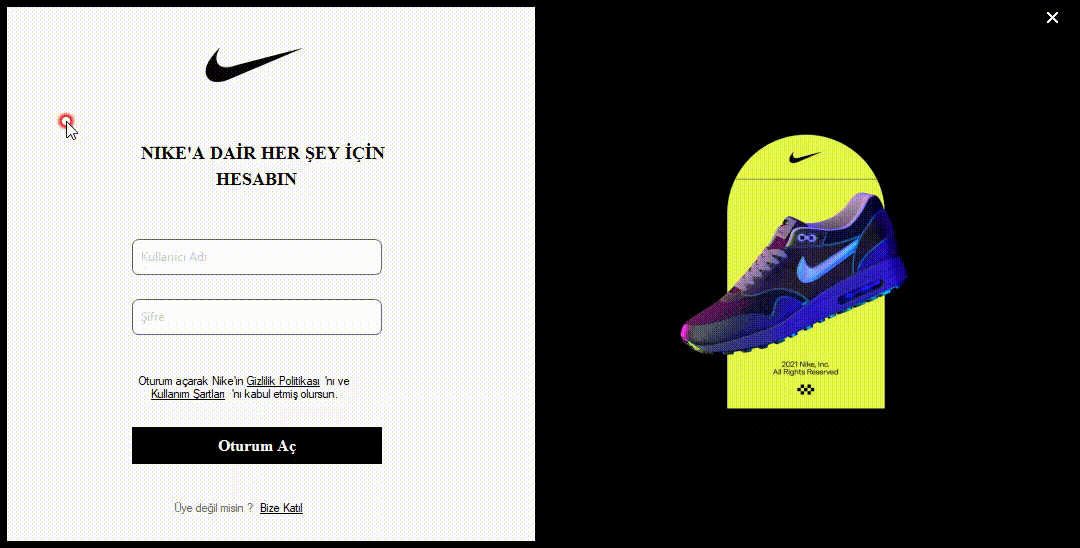 NIKE'A DAİR HER ŞEY İÇİN
HESABIN
Kullanıcı Adı
Şifre
Oturum açarak Nike'ın Gizlilik Politikası 'nı ve
Kullanım Şartları 'nı kabul etmiş olursun.
Oturum Aç
Üye değil misin ? Bize Katıl
2021 Nike, Inc.
All Rights Reserved